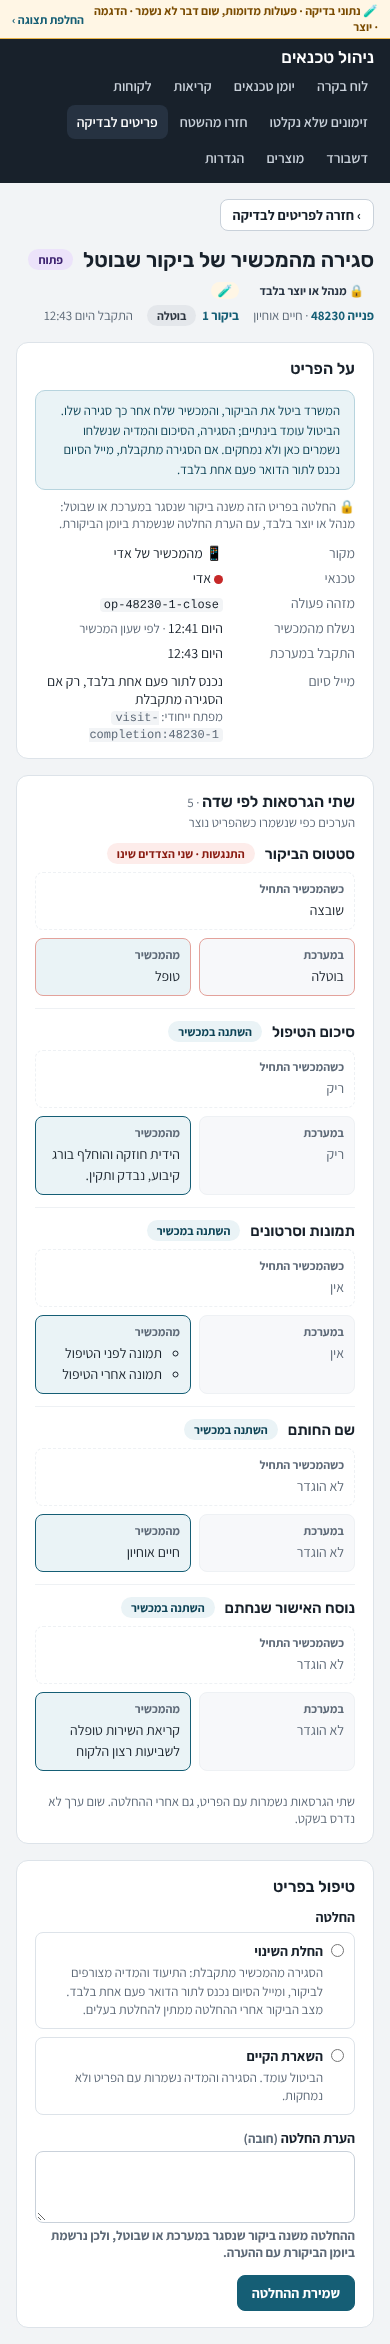 🧪 נתוני בדיקה · פעולות מדומות, שום דבר לא נשמר · הדגמה · יוצר
החלפת תצוגה ›
ניהול טכנאים
לוח בקרה יומן טכנאים קריאות לקוחות
זימונים שלא נקלטו חזרו מהשטח פריטים לבדיקה
דשבורד מוצרים הגדרות
› חזרה לפריטים לבדיקה
סגירה מהמכשיר של ביקור שבוטל פתוח
🔒 מנהל או יוצר בלבד 🧪
פנייה 48230 · חיים אוחיון ביקור 1 בוטלה התקבל היום 12:43
על הפריט
המשרד ביטל את הביקור, והמכשיר שלח אחר כך סגירה שלו.
הביטול עומד בינתיים; הסגירה, הסיכום והמדיה שנשלחו
נשמרים כאן ולא נמחקים. אם הסגירה מתקבלת, מייל הסיום
נכנס לתור הדואר פעם אחת בלבד.
🔒 החלטה בפריט הזה משנה ביקור שנסגר במערכת או שבוטל:
מנהל או יוצר בלבד, עם הערת החלטה שנשמרת ביומן הביקורת.
מקור 📱 מהמכשיר של אדי
טכנאי אדי
מזהה פעולה op-48230-1-close
נשלח מהמכשיר היום 12:41 · לפי שעון המכשיר
התקבל במערכת היום 12:43
מייל סיום נכנס לתור פעם אחת בלבד, רק אם
הסגירה מתקבלת
מפתח ייחודי: visit-
completion:48230-1
שתי הגרסאות לפי שדה · 5
הערכים כפי שנשמרו כשהפריט נוצר
סטטוס הביקור התנגשות · שני הצדדים שינו
כשהמכשיר התחיל
שובצה
במערכת
בוטלה
מהמכשיר
טופל
סיכום הטיפול השתנה במכשיר
כשהמכשיר התחיל
ריק
במערכת
ריק
מהמכשיר
הידית חוזקה והוחלף בורג
קיבוע, נבדק ותקין.
תמונות וסרטונים השתנה במכשיר
כשהמכשיר התחיל
אין
במערכת
אין
מהמכשיר
תמונה לפני הטיפול
תמונה אחרי הטיפול
שם החותם השתנה במכשיר
כשהמכשיר התחיל
לא הוגדר
במערכת
לא הוגדר
מהמכשיר
חיים אוחיון
נוסח האישור שנחתם השתנה במכשיר
כשהמכשיר התחיל
לא הוגדר
במערכת
לא הוגדר
מהמכשיר
קריאת השירות טופלה
לשביעות רצון הלקוח
שתי הגרסאות נשמרות עם הפריט, גם אחרי ההחלטה. שום ערך לא
נדרס בשקט.
טיפול בפריט
החלטה
החלת השינוי
הסגירה מהמכשיר מתקבלת: התיעוד והמדיה מצורפים
לביקור, ומייל הסיום נכנס לתור הדואר פעם אחת בלבד.
מצב הביקור אחרי ההחלטה ממתין להחלטת בעלים.
השארת הקיים
הביטול עומד. הסגירה והמדיה נשמרות עם הפריט ולא
נמחקות.
הערת החלטה (חובה)
ההחלטה משנה ביקור שנסגר במערכת או שבוטל, ולכן נרשמת
ביומן הביקורת עם ההערה.
שמירת ההחלטה